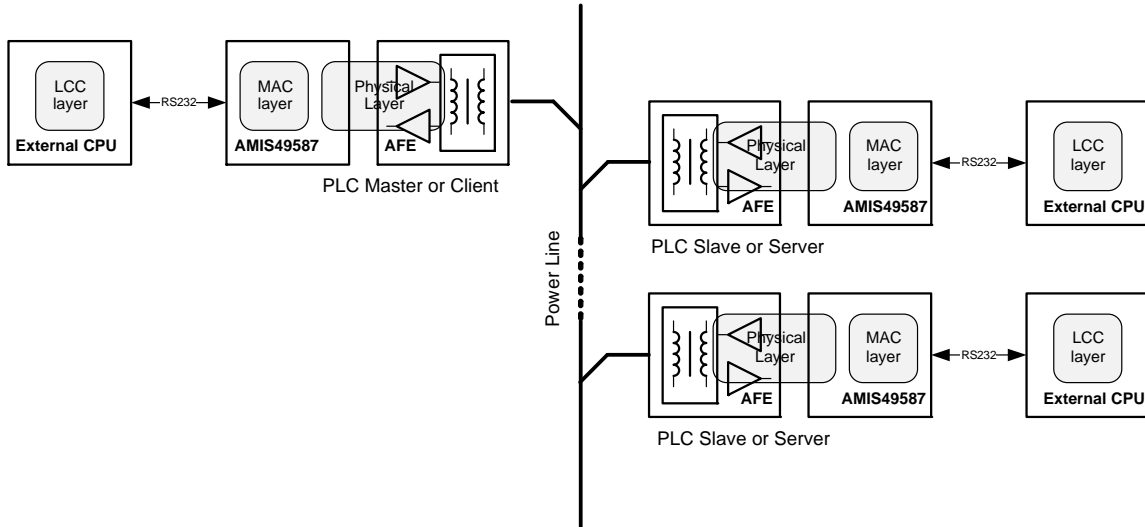 LCC
layer
External CPU
RS232
MAC
layer
AMIS49587
Physical
Layer
AFE
PLC Master or Client
Power Line
Physical
Layer
AFE
MAC
layer
AMIS49587
RS232
LCC
layer
External CPU
PLC Slave or Server
Physical
Layer
AFE
MAC
layer
AMIS49587
RS232
LCC
layer
External CPU
PLC Slave or Server